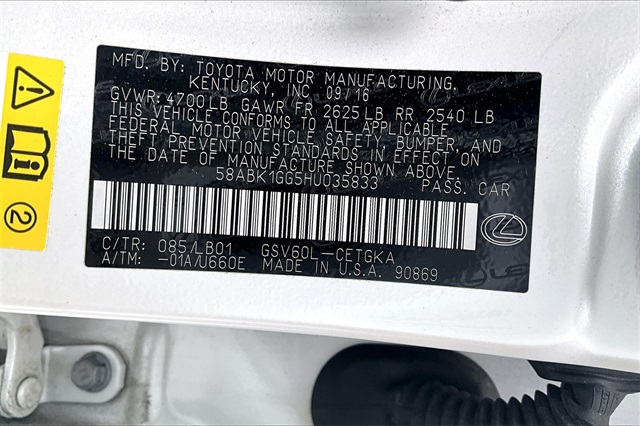 MFD. BY: TOYOTA MOTOR MANUFACTURING,
KENTUCKY, INC 09/16
GVWR: 4700LB GAWR FR 2625LB RR 2540 LB
THIS VEHICLE CONFORMS TO ALL APPLICABLE
FEDERAL MOTOR VEHICLE SAFETY, BUMPER, AND
THEFT PREVENTION STANDARDS IN EFFECT ON
THE DATE OF MANUFACTURE SHOWN ABOVE.
58ABK1GG5HU035833 PASS. CAR
C/TR: 085/LB01 GSV60L-CETGKA
A/TM: -01A/U660E MADE IN U.S.A. 90869
2